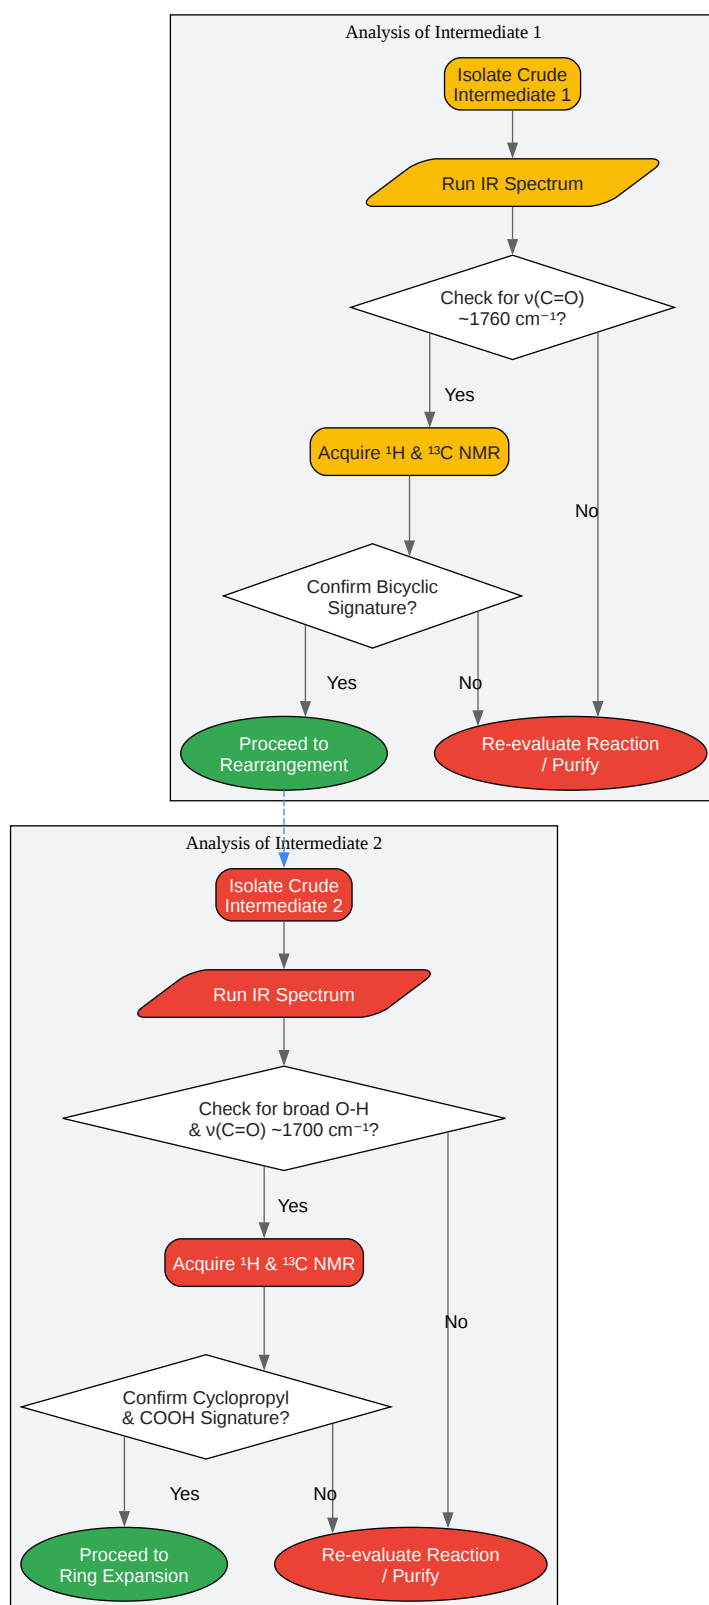 Analysis of Intermediate 1
Isolate Crude
Intermediate 1
Run IR Spectrum
Check for ν(C=O)
~1760 cm⁻¹?
Yes
Acquire ¹H & ¹³C NMR
No
Confirm Bicyclic
Signature?
Yes
No
Proceed to
Rearrangement
Re-evaluate Reaction
/ Purify
Analysis of Intermediate 2
Isolate Crude
Intermediate 2
Run IR Spectrum
Check for broad O-H
& ν(C=O) ~1700 cm⁻¹?
Yes
Acquire ¹H & ¹³C NMR
No
Confirm Cyclopropyl
& COOH Signature?
Yes
No
Proceed to
Ring Expansion
Re-evaluate Reaction
/ Purify